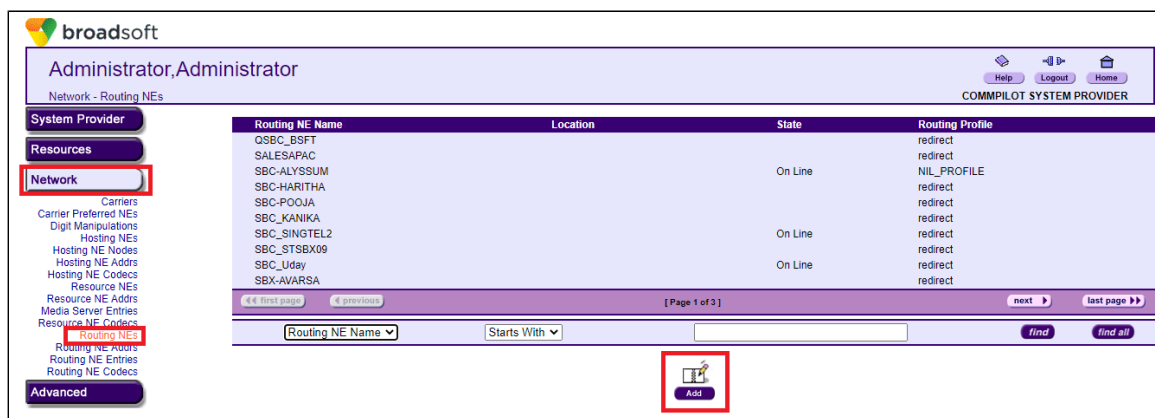 broadsoft
Administrator,Administrator
Help Logout Home
Network - Routing NEs
COMMPILOT SYSTEM PROVIDER
System Provider
Resources
Network
Carriers
Carrier Preferred NEs
Digit Manipulations
Hosting NEs
Hosting NE Nodes
Hosting NE Addrs
Hosting NE Codecs
Resource NEs
Resource NE Addrs
Media Server Entries
Resource NE Codecs
Routing NEs
Routing NE Addrs
Routing NE Entries
Routing NE Codecs
Advanced
Routing NE Name Location State Routing Profile
QSBC_BSFT redirect
SALESAPAC redirect
SBC-ALYSSUM On Line NIL_PROFILE
SBC-HARITHA redirect
SBC-POOJA redirect
SBC_KANIKA redirect
SBC_SINGTEL2 On Line redirect
SBC_STSBX09 redirect
SBC_Uday On Line redirect
SBX-AVARSA redirect
first page previous [ Page 1 of 3 ] next last page
Routing NE Name Starts With find find all
Add